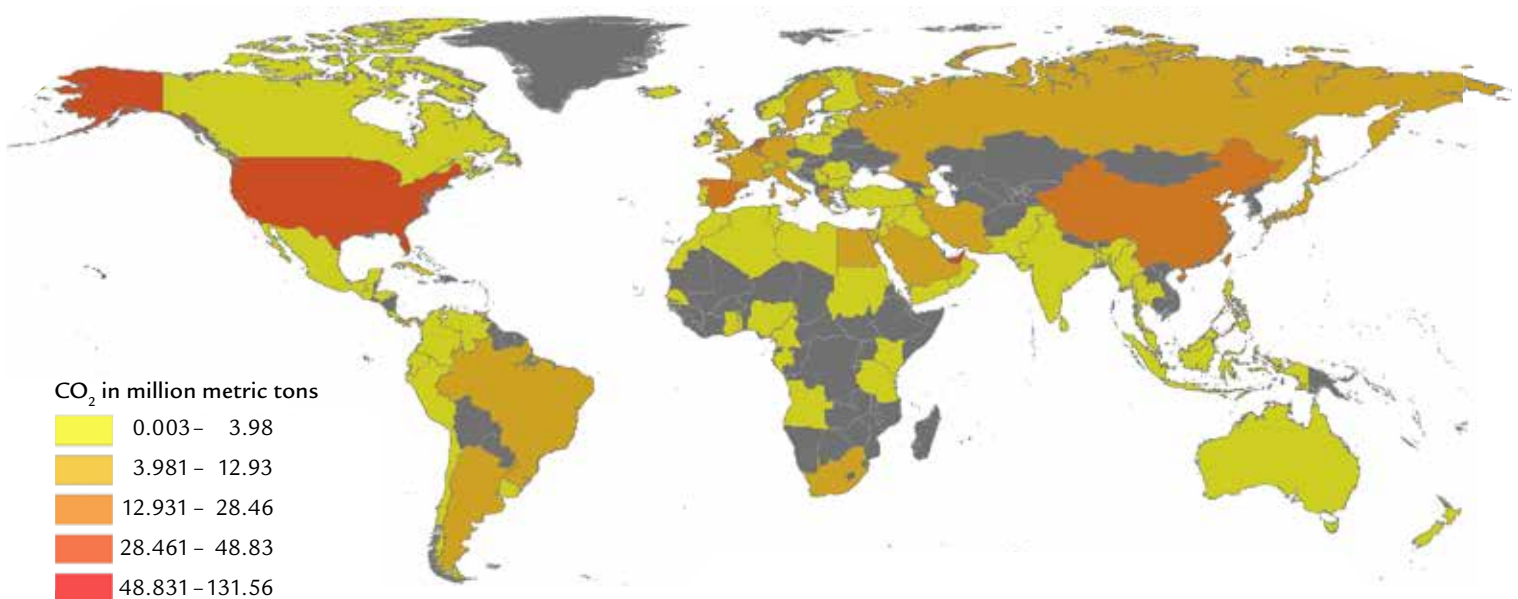 CO₂ in million metric tons
0.003 – 3.98
3.981 – 12.93
12.931 – 28.46
28.461 – 48.83
48.831 – 131.56